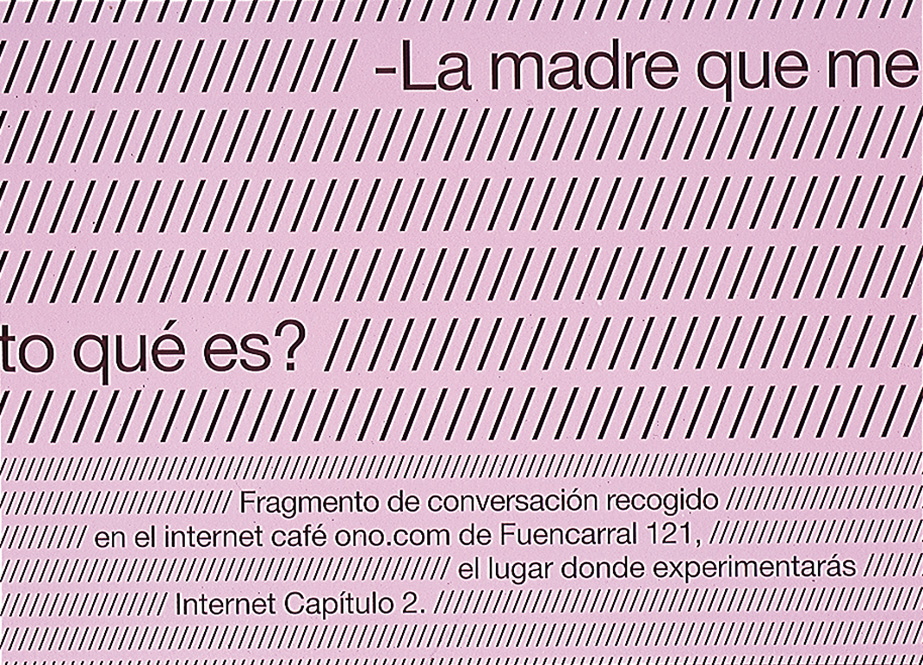 -La madre que me
to qué es?
Fragmento de conversación recogido
en el internet café ono.com de Fuencarral 121,
el lugar donde experimentarás
Internet Capítulo 2.